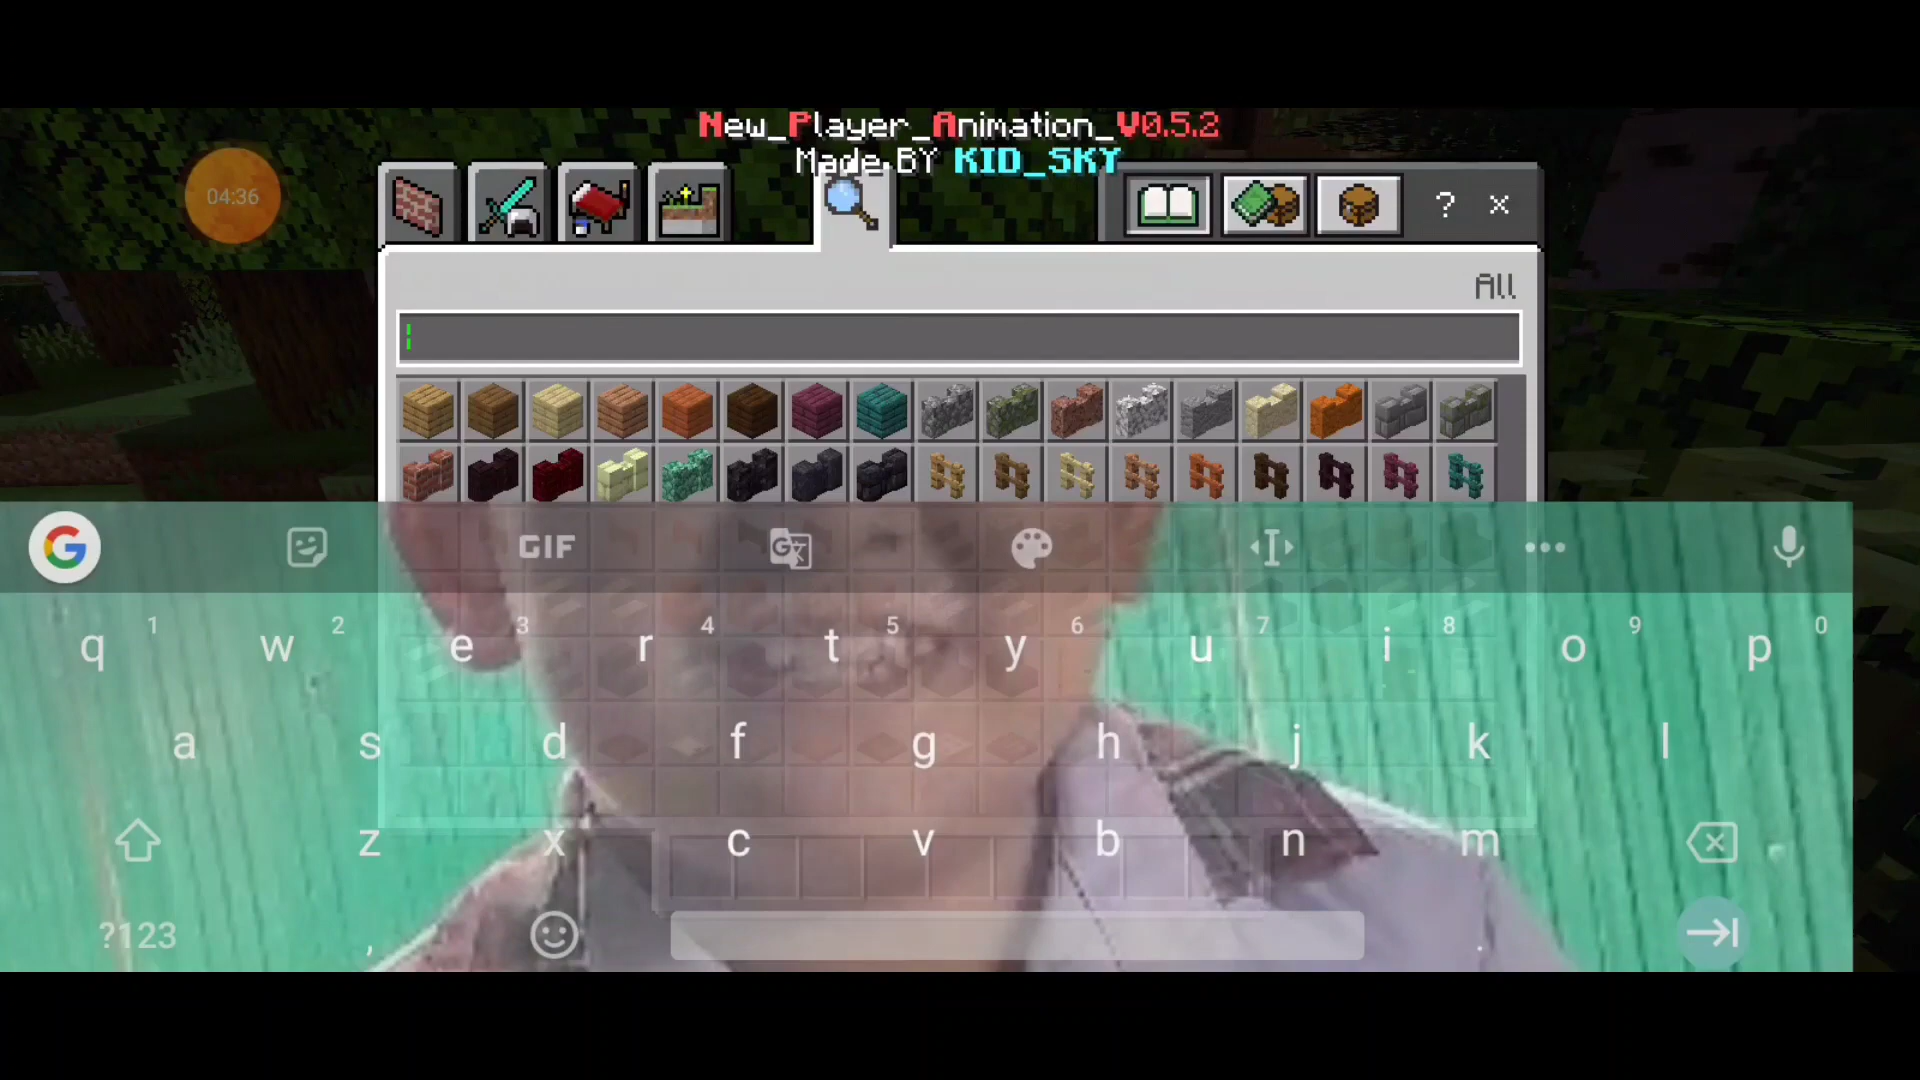 New_Player_Animation_V0.5.2
Made BY KID_SKY
04:36
? ×
All
G GIF G
1 2 3 4 5 6 7 8 9 0
q w e r t y u i o p
a s d f g h j k l
z x c v b n m
?123 , .